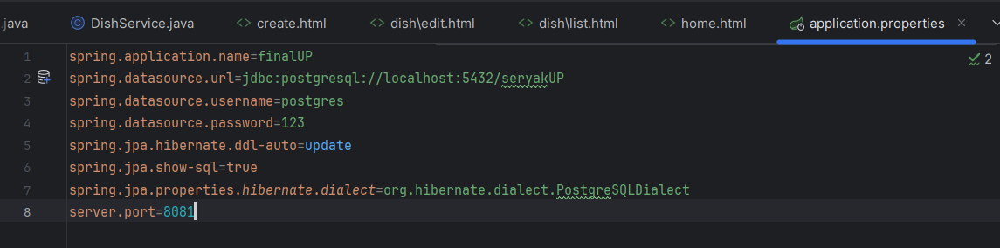 .java DishService.java create.html dish\edit.html dish\list.html home.html application.properties
1 spring.application.name=finalUP 2
2 spring.datasource.url=jdbc:postgresql://localhost:5432/seryakUP
3 spring.datasource.username=postgres
4 spring.datasource.password=123
5 spring.jpa.hibernate.ddl-auto=update
6 spring.jpa.show-sql=true
7 spring.jpa.properties.hibernate.dialect=org.hibernate.dialect.PostgreSQLDialect
8 server.port=8081